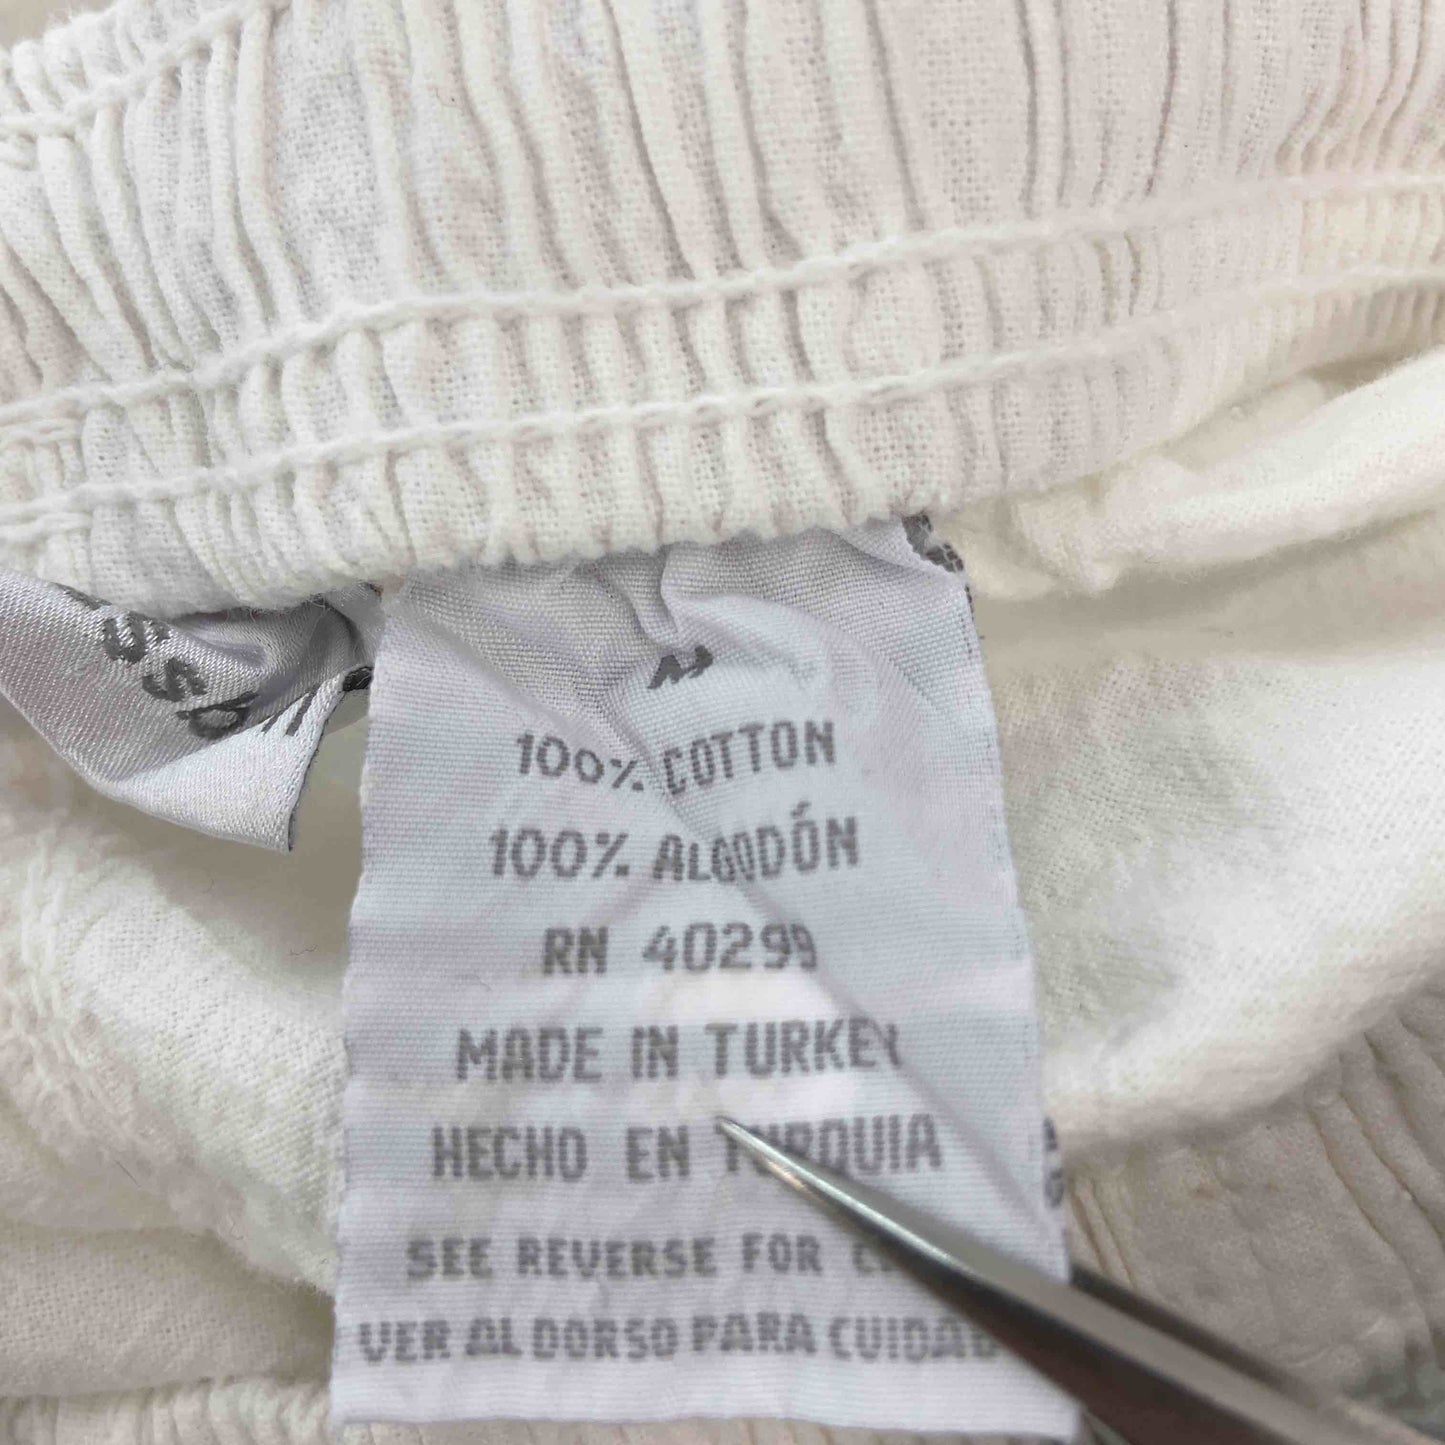 M
100% COTTON
100% ALGODÓN
RN 40299
MADE IN TURKEY
HECHO EN TURQUIA
SEE REVERSE FOR
VER AL DORSO PARA